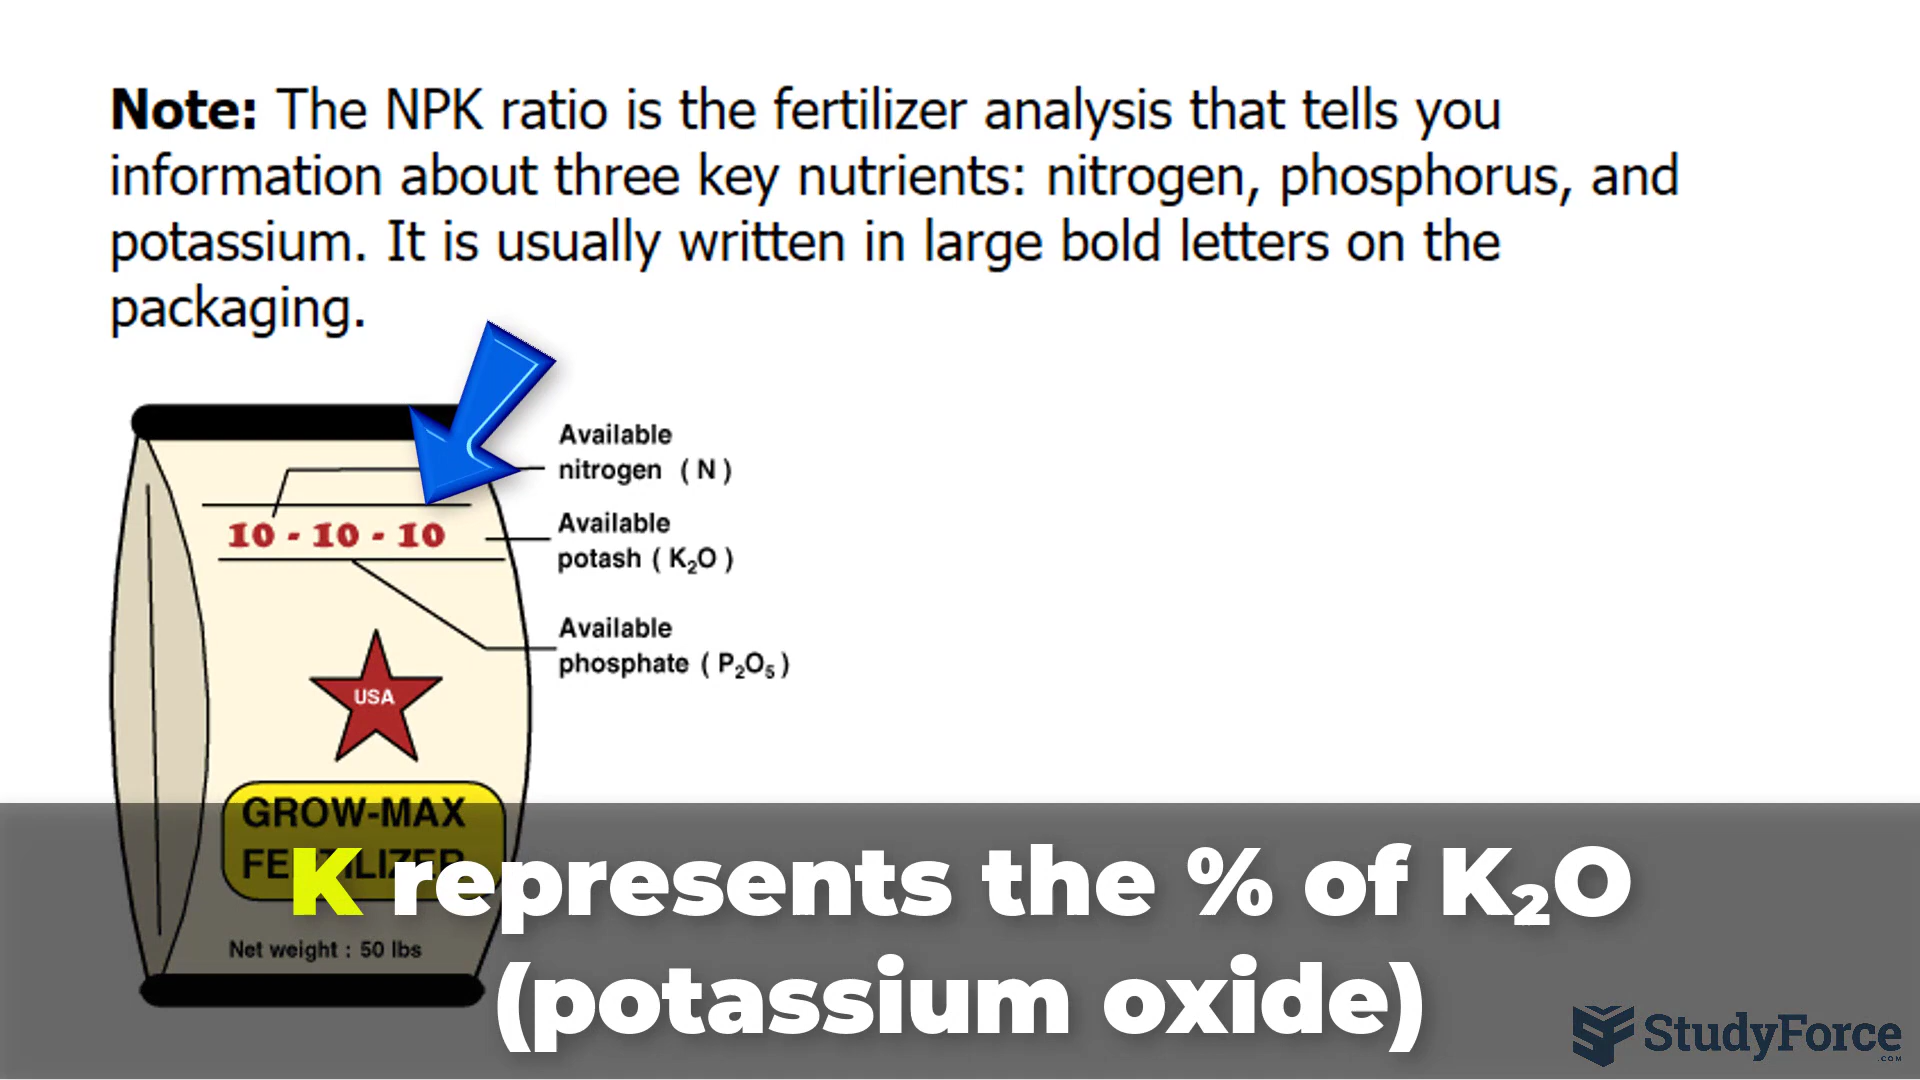 Note: The NPK ratio is the fertilizer analysis that tells you
information about three key nutrients: nitrogen, phosphorus, and
potassium. It is usually written in large bold letters on the
packaging.
Available
nitrogen ( N )
10 - 10 - 10
Available
potash ( K₂O )
Available
phosphate ( P₂O₅ )
USA
GROW-MAX
FERTILIZER
K represents the % of K₂O
(potassium oxide)
Net weight : 50 lbs
StudyForce
.COM